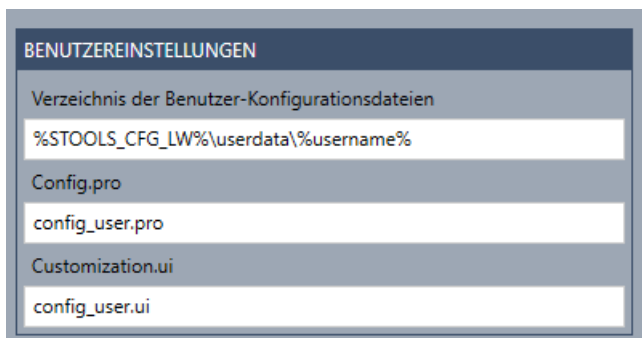 BENUTZEREINSTELLUNGEN
Verzeichnis der Benutzer-Konfigurationsdateien
%STOOLS_CFG_LW%\userdata\%username%
Config.pro
config_user.pro
Customization.ui
config_user.ui